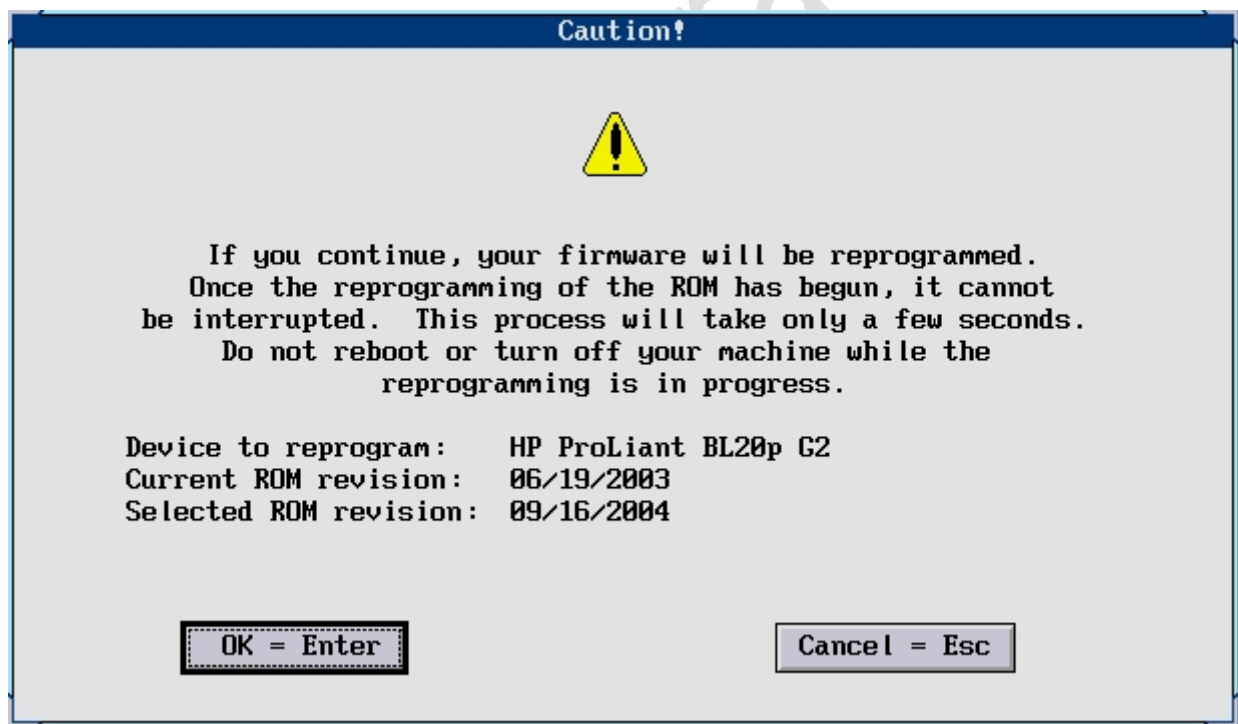 Caution!
If you continue, your firmware will be reprogrammed.
Once the reprogramming of the ROM has begun, it cannot
be interrupted.  This process will take only a few seconds.
Do not reboot or turn off your machine while the
reprogramming is in progress.
Device to reprogram:   HP ProLiant BL20p G2
Current ROM revision:   06/19/2003
Selected ROM revision:  09/16/2004
OK = Enter
Cancel = Esc